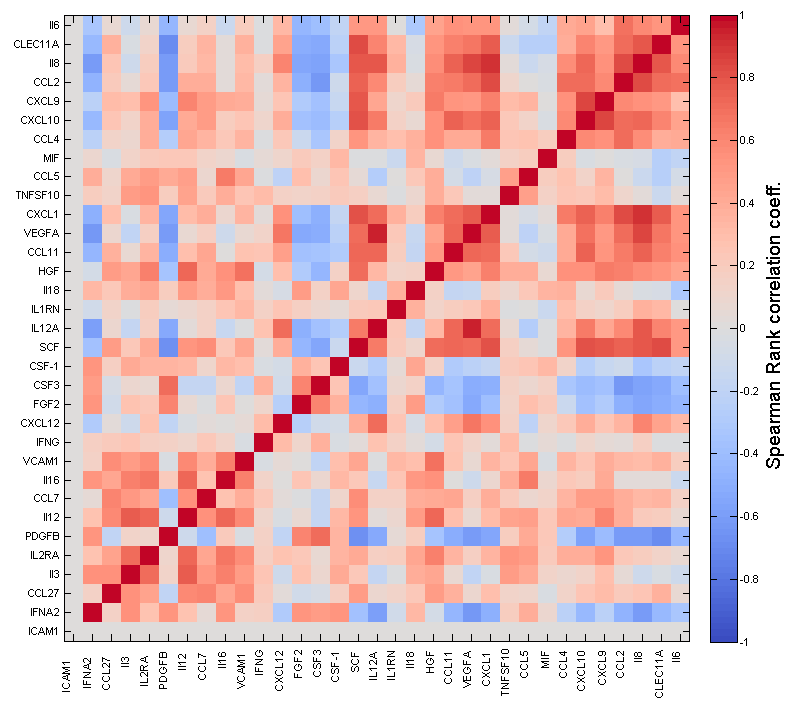 Il6
CLEC11A
Il8
CCL2
CXCL9
CXCL10
CCL4
MIF
CCL5
TNFSF10
CXCL1
VEGFA
CCL11
HGF
Il18
IL1RN
IL12A
SCF
CSF-1
CSF3
FGF2
CXCL12
IFNG
VCAM1
Il16
CCL7
Il12
PDGFB
IL2RA
Il3
CCL27
IFNA2
ICAM1
ICAM1
IFNA2
CCL27
Il3
IL2RA
PDGFB
Il12
CCL7
Il16
VCAM1
IFNG
CXCL12
FGF2
CSF3
CSF-1
SCF
IL12A
IL1RN
Il18
HGF
CCL11
VEGFA
CXCL1
TNFSF10
CCL5
MIF
CCL4
CXCL10
CXCL9
CCL2
Il8
CLEC11A
Il6
1
0.8
0.6
0.4
0.2
0
-0.2
-0.4
-0.6
-0.8
-1
Spearman Rank correlation coeff.